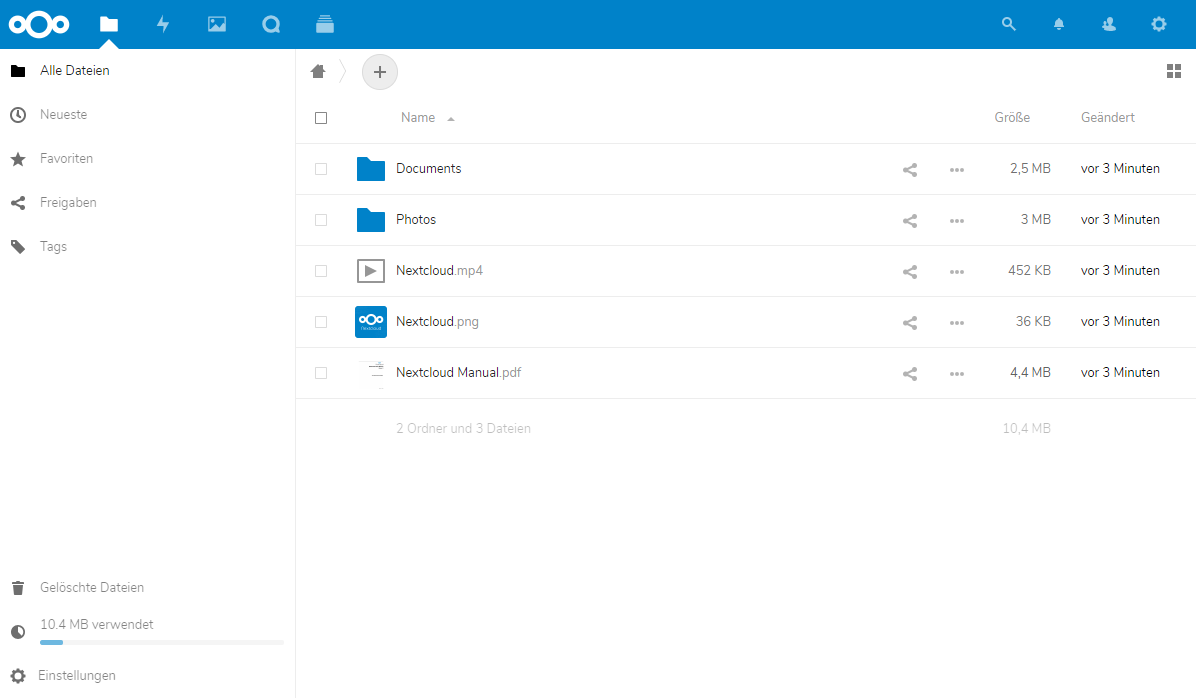 Alle Dateien
Neueste
Favoriten
Freigaben
Tags
Gelöschte Dateien
10.4 MB verwendet
Einstellungen
Name Größe Geändert
Documents 2,5 MB vor 3 Minuten
Photos 3 MB vor 3 Minuten
Nextcloud.mp4 452 KB vor 3 Minuten
Nextcloud.png 36 KB vor 3 Minuten
Nextcloud Manual.pdf 4,4 MB vor 3 Minuten
2 Ordner und 3 Dateien 10,4 MB